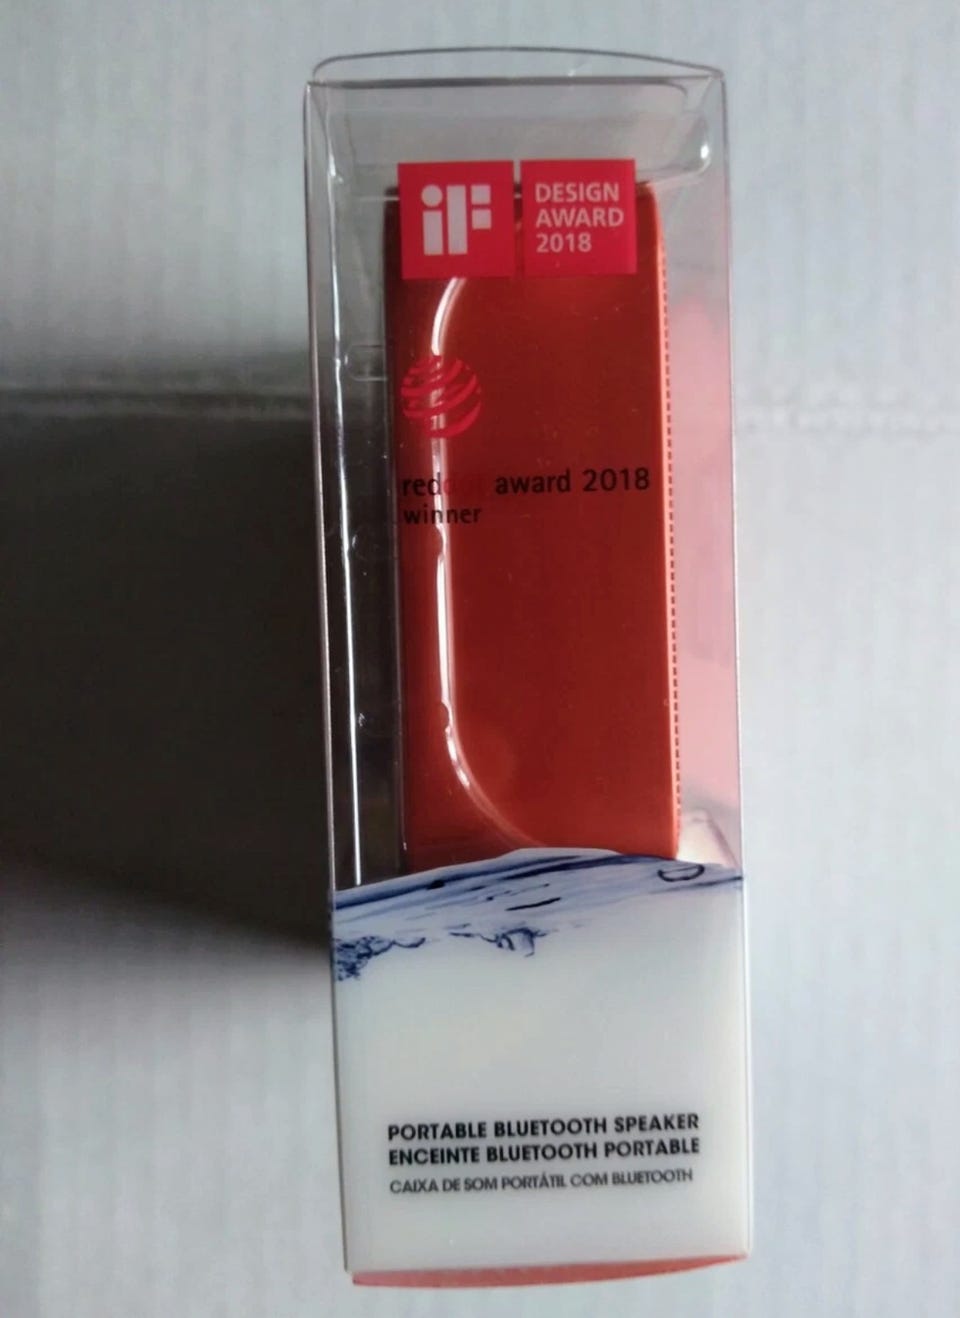 iF
DESIGN
AWARD
2018
reddot award 2018
winner
PORTABLE BLUETOOTH SPEAKER
ENCEINTE BLUETOOTH PORTABLE
CAIXA DE SOM PORTÁTIL COM BLUETOOTH